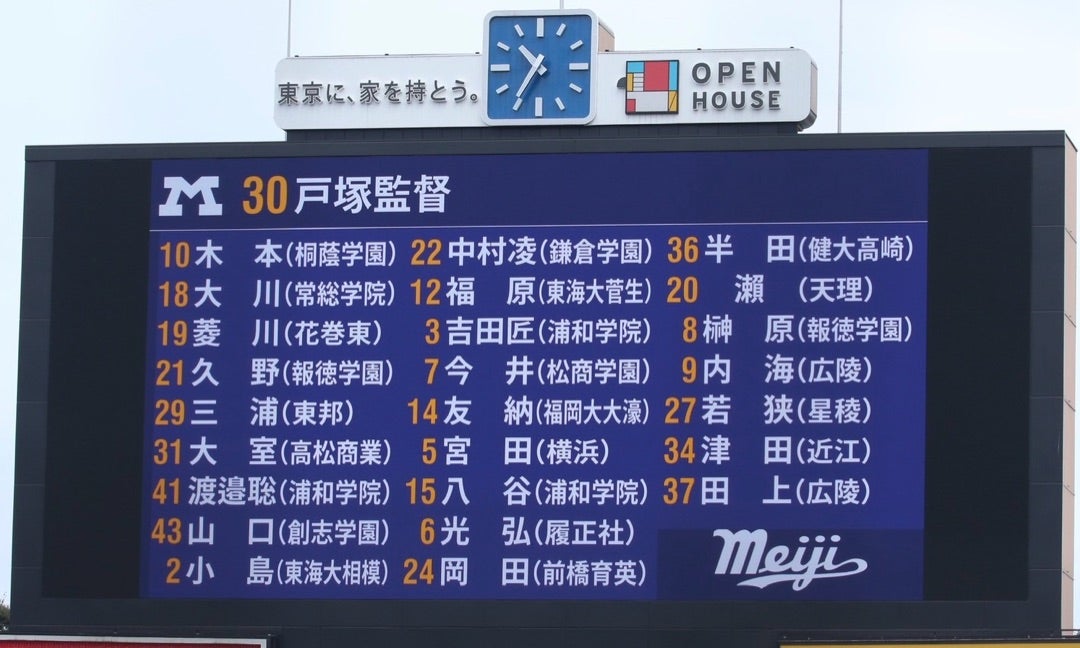 東京に、家を持とう。
OPEN
HOUSE
M 30 戸塚監督
10 木 本(桐蔭学園) 22 中村凌(鎌倉学園) 36 半 田(健大高崎)
18 大 川(常総学院) 12 福 原(東海大菅生) 20 瀬 (天理)
19 菱 川(花巻東) 3 吉田匠(浦和学院) 8 榊 原(報徳学園)
21 久 野(報徳学園) 7 今 井(松商学園) 9 内 海(広陵)
29 三 浦(東邦) 14 友 納(福岡大大濠) 27 若 狭(星稜)
31 大 室(高松商業) 5 宮 田(横浜) 34 津 田(近江)
41 渡邉聡(浦和学院) 15 八 谷(浦和学院) 37 田 上(広陵)
43 山 口(創志学園) 6 光 弘(履正社)
2 小 島(東海大相模) 24 岡 田(前橋育英)
Meiji